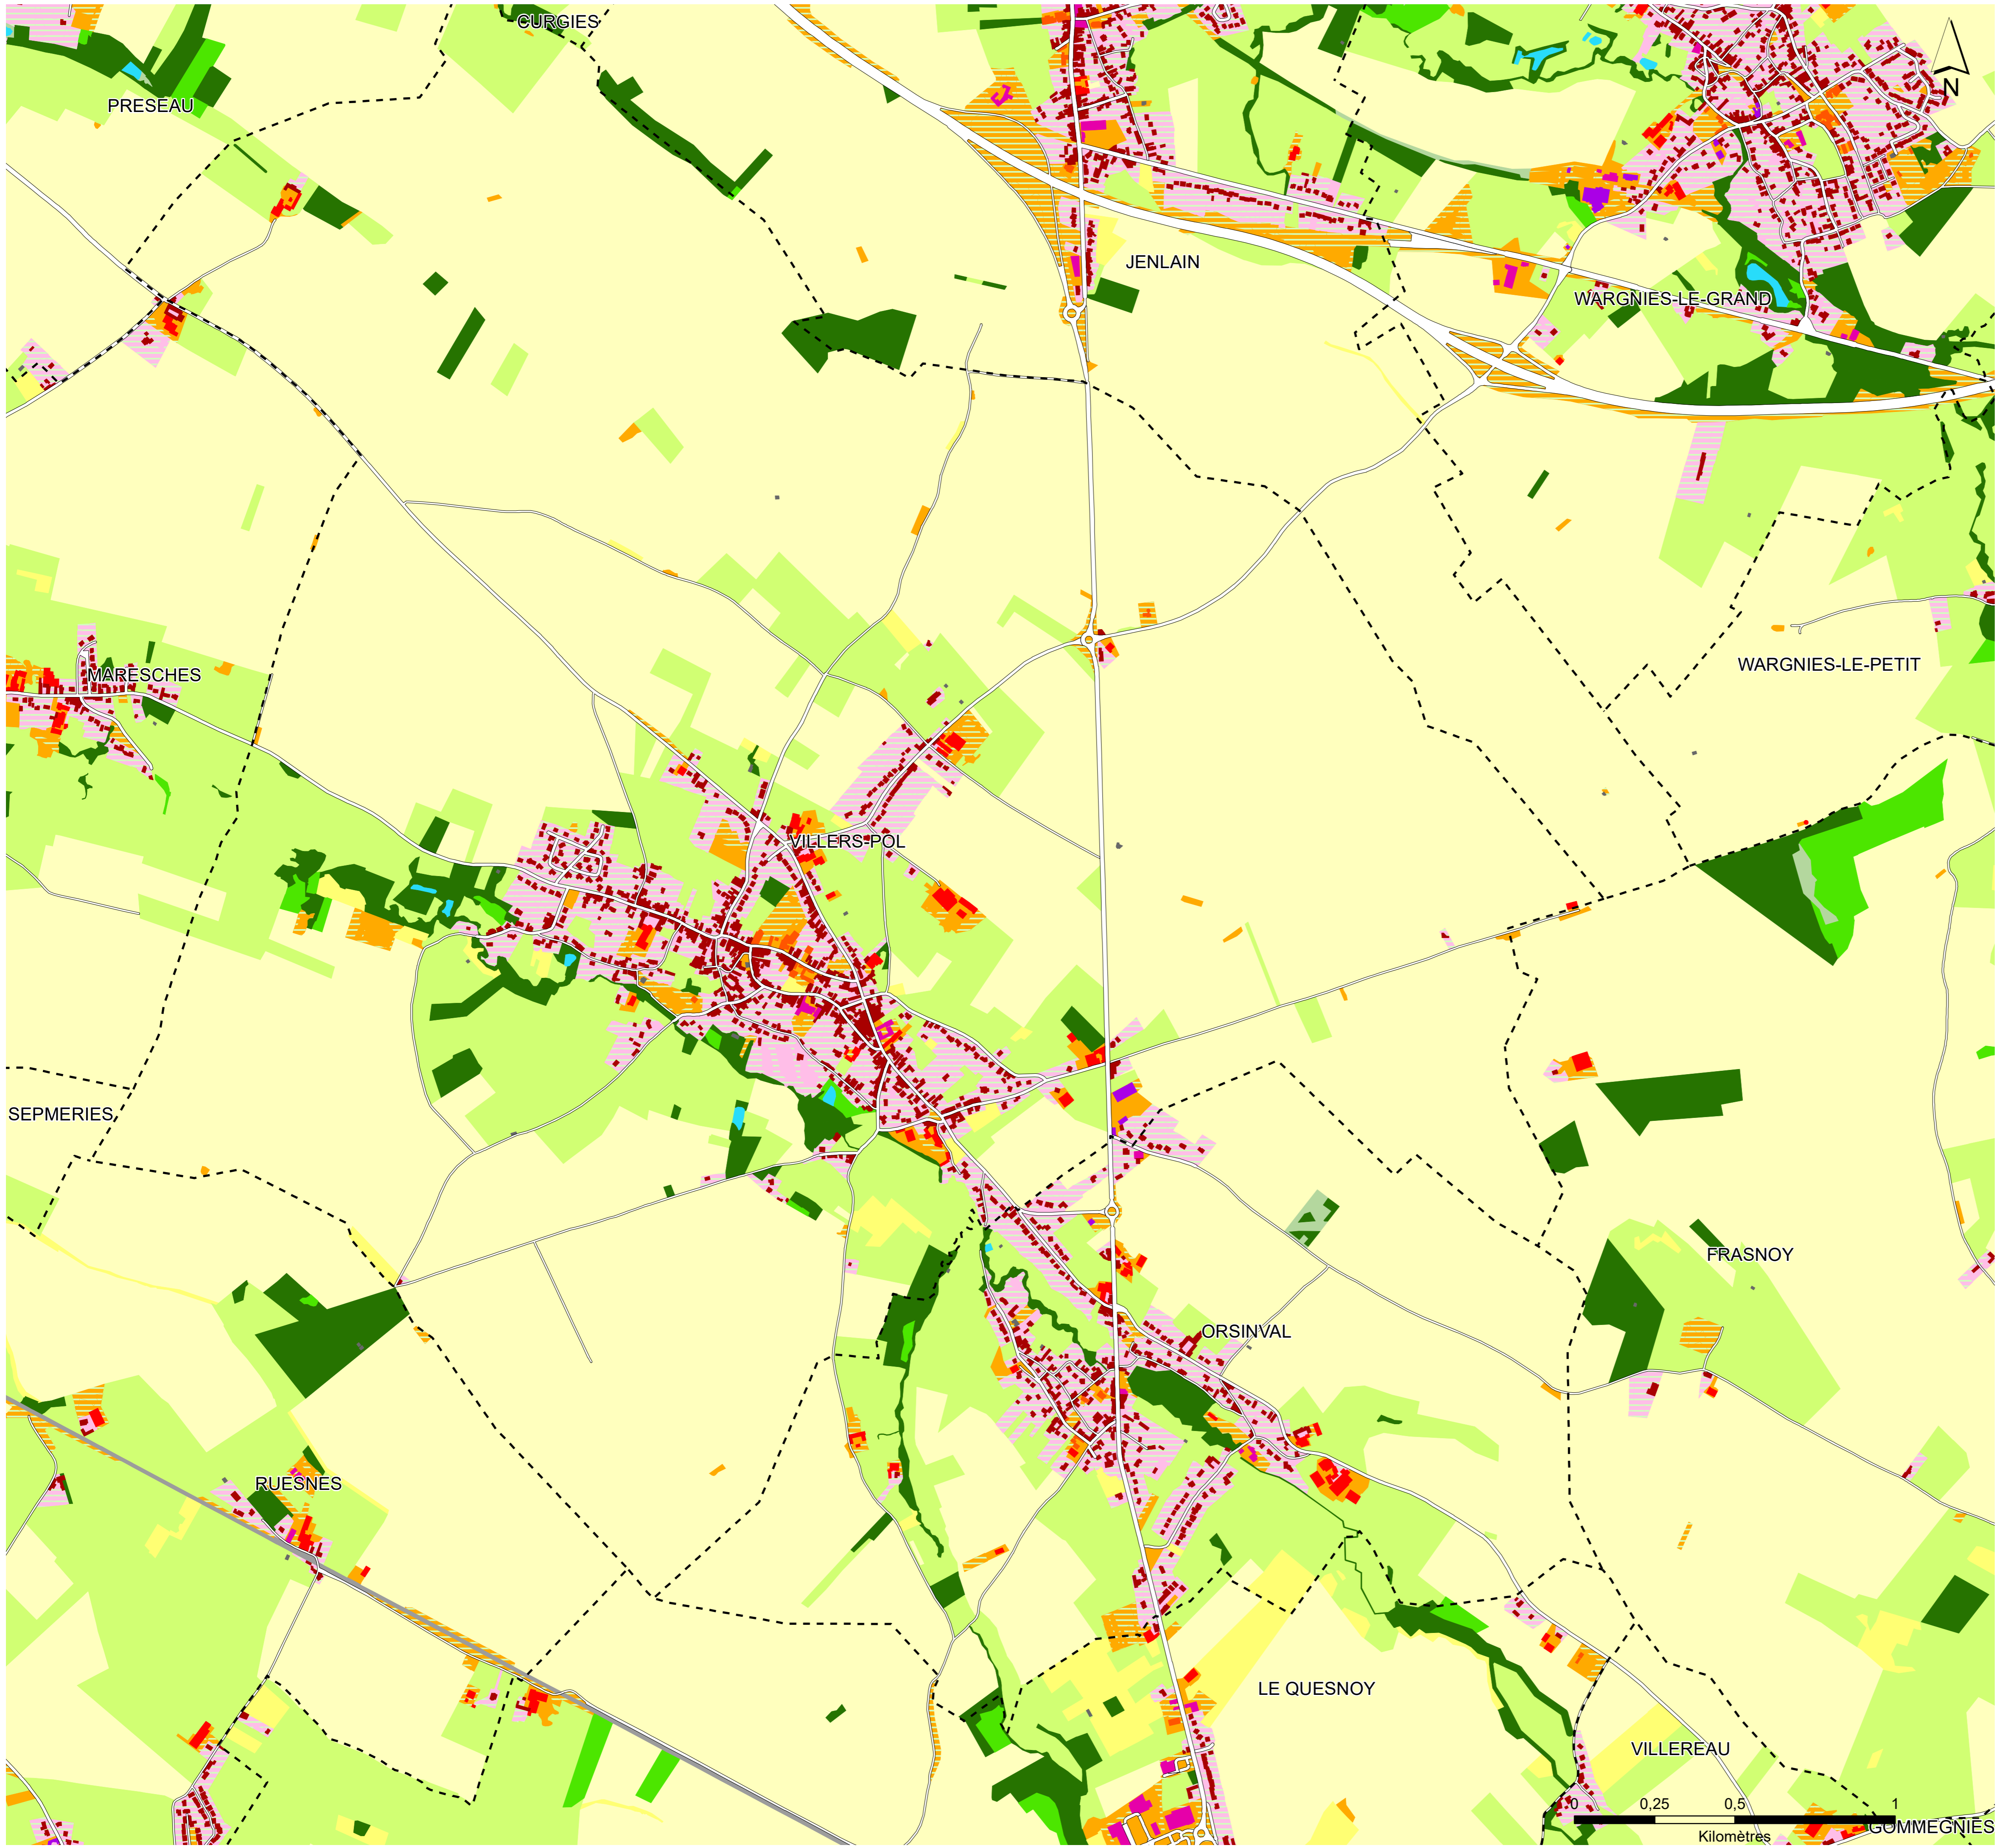 CURGIES
PRESEAU
N
JENLAIN
WARGNIES-LE-GRAND
WARGNIES-LE-PETIT
MARESCHES
VILLERS-POL
SEPMERIES
FRASNOY
ORSINVAL
RUESNES
LE QUESNOY
VILLEREAU
0 0,25 0,5 1
Kilomètres
GOMMEGNIES